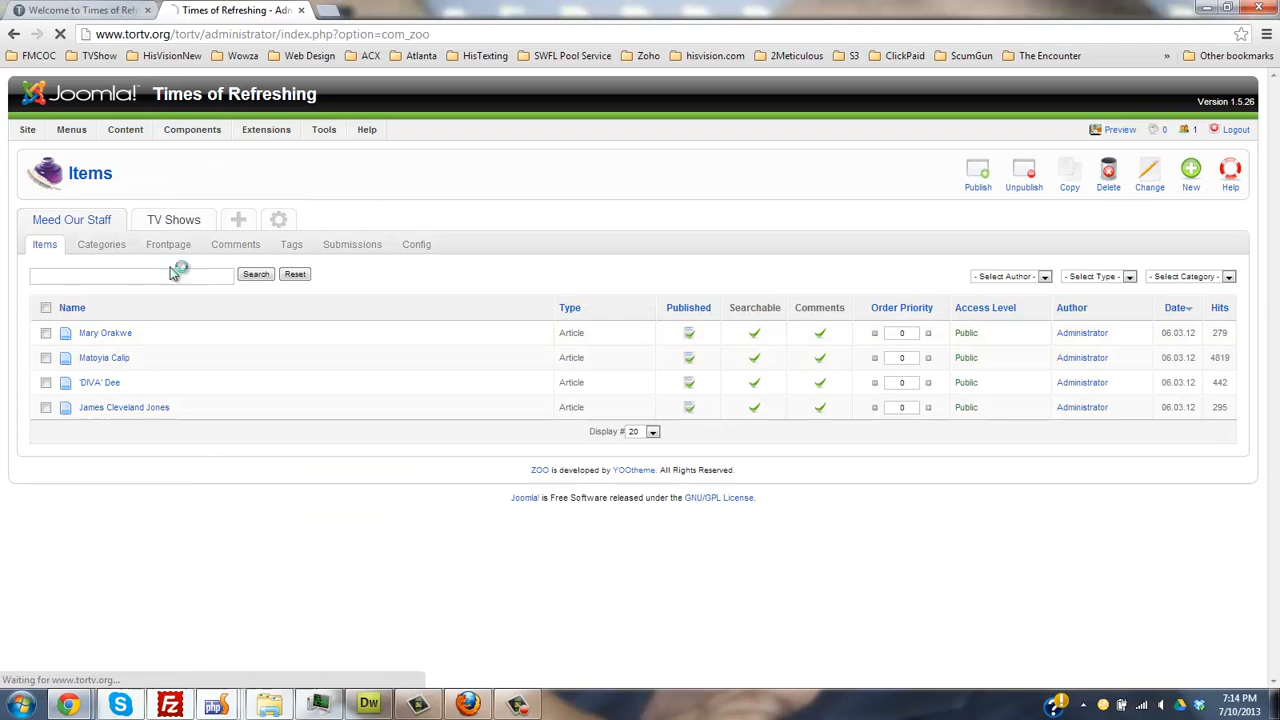 Welcome to Times of Refr
Times of Refreshing - Adn
www.tortv.org/tortv/administrator/index.php?option=com_zoo
FMCOC TVShow HisVisionNew Wowza Web Design ACX Atlanta HisTexting SWFL Pool Service Zoho hisvision.com 2Meticulous S3 ClickPaid ScumGun The Encounter » Other bookmarks
Joomla! Times of Refreshing
Version 1.5.26
Site Menus Content Components Extensions Tools Help Preview 0 1 Logout
Items
Publish Unpublish Copy Delete Change New Help
Meed Our Staff TV Shows
Items Categories Frontpage Comments Tags Submissions Config
Search Reset - Select Author - - Select Type - - Select Category -
Name Type Published Searchable Comments Order Priority Access Level Author Date Hits
Mary Orakwe Article 0 Public Administrator 06.03.12 279
Matoyia Calip Article 0 Public Administrator 06.03.12 4819
'DIVA' Dee Article 0 Public Administrator 06.03.12 442
James Cleveland Jones Article 0 Public Administrator 06.03.12 295
Display # 20
ZOO is developed by YOOtheme. All Rights Reserved.
Joomla! is Free Software released under the GNU/GPL License.
Waiting for www.tortv.org...
php
Dw
7:14 PM
7/10/2013